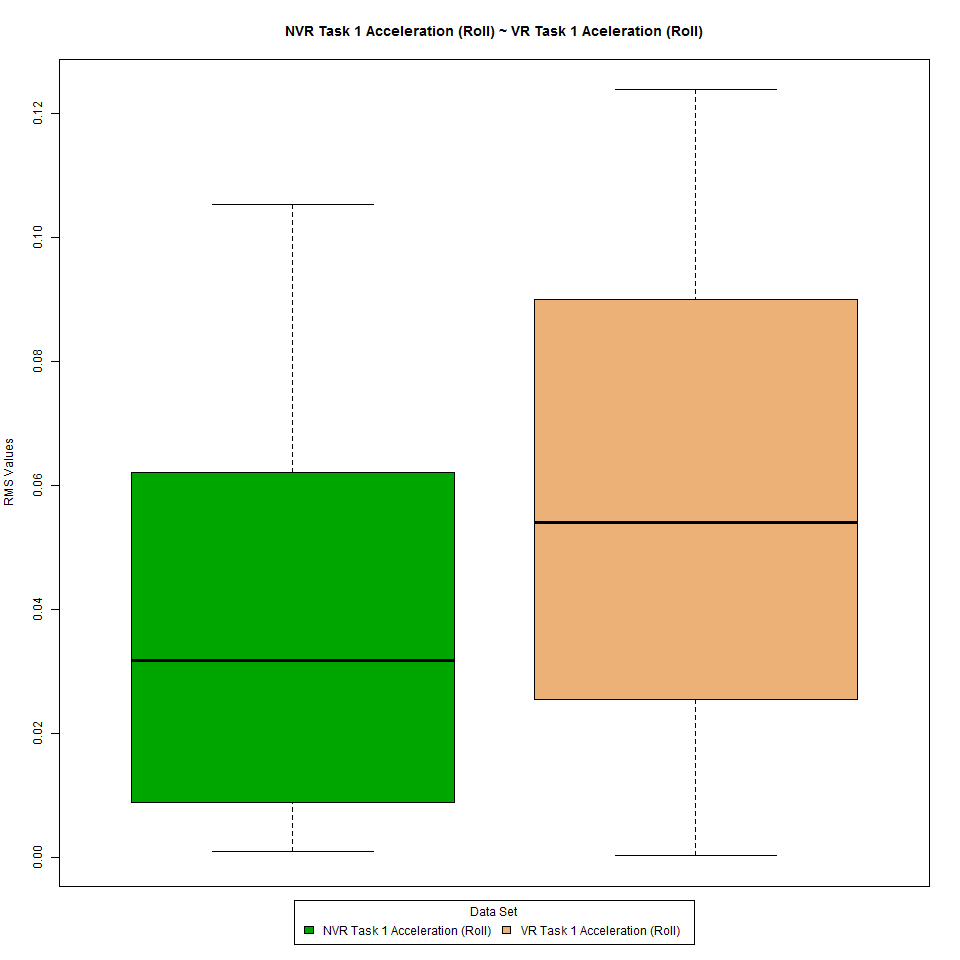 NVR Task 1 Acceleration (Roll) ~ VR Task 1 Aceleration (Roll)
RMS Values
0.12
0.10
0.08
0.06
0.04
0.02
0.00
Data Set
NVR Task 1 Acceleration (Roll) VR Task 1 Acceleration (Roll)